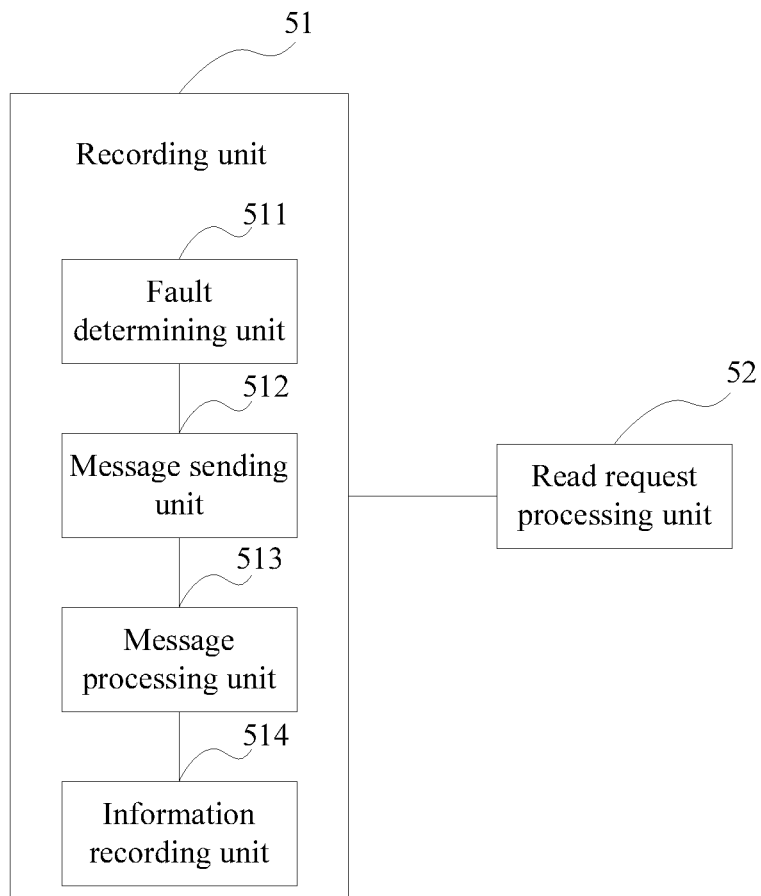 51
Recording unit
511
Fault
determining unit
512
Message sending
unit
513
Message
processing unit
514
Information
recording unit
52
Read request
processing unit